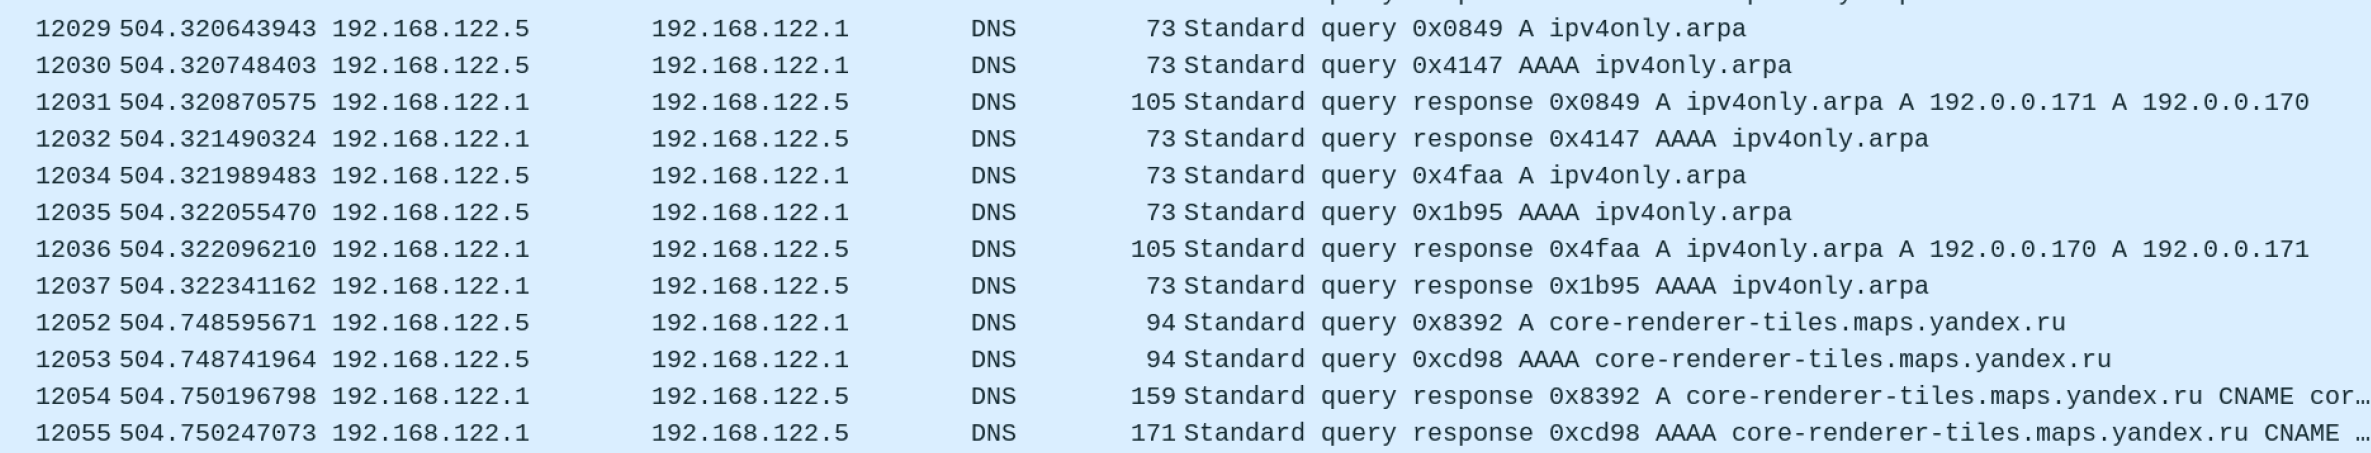 12029 504.320643943 192.168.122.5 192.168.122.1 DNS 73 Standard query 0x0849 A ipv4only.arpa
12030 504.320748403 192.168.122.5 192.168.122.1 DNS 73 Standard query 0x4147 AAAA ipv4only.arpa
12031 504.320870575 192.168.122.1 192.168.122.5 DNS 105 Standard query response 0x0849 A ipv4only.arpa A 192.0.0.171 A 192.0.0.170
12032 504.321490324 192.168.122.1 192.168.122.5 DNS 73 Standard query response 0x4147 AAAA ipv4only.arpa
12034 504.321989483 192.168.122.5 192.168.122.1 DNS 73 Standard query 0x4faa A ipv4only.arpa
12035 504.322055470 192.168.122.5 192.168.122.1 DNS 73 Standard query 0x1b95 AAAA ipv4only.arpa
12036 504.322096210 192.168.122.1 192.168.122.5 DNS 105 Standard query response 0x4faa A ipv4only.arpa A 192.0.0.170 A 192.0.0.171
12037 504.322341162 192.168.122.1 192.168.122.5 DNS 73 Standard query response 0x1b95 AAAA ipv4only.arpa
12052 504.748595671 192.168.122.5 192.168.122.1 DNS 94 Standard query 0x8392 A core-renderer-tiles.maps.yandex.ru
12053 504.748741964 192.168.122.5 192.168.122.1 DNS 94 Standard query 0xcd98 AAAA core-renderer-tiles.maps.yandex.ru
12054 504.750196798 192.168.122.1 192.168.122.5 DNS 159 Standard query response 0x8392 A core-renderer-tiles.maps.yandex.ru CNAME cor…
12055 504.750247073 192.168.122.1 192.168.122.5 DNS 171 Standard query response 0xcd98 AAAA core-renderer-tiles.maps.yandex.ru CNAME …